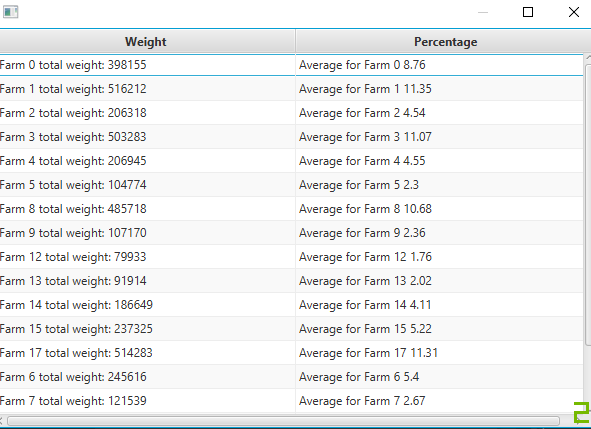 Weight Percentage
Farm 0 total weight: 398155 Average for Farm 0 8.76
Farm 1 total weight: 516212 Average for Farm 1 11.35
Farm 2 total weight: 206318 Average for Farm 2 4.54
Farm 3 total weight: 503283 Average for Farm 3 11.07
Farm 4 total weight: 206945 Average for Farm 4 4.55
Farm 5 total weight: 104774 Average for Farm 5 2.3
Farm 8 total weight: 485718 Average for Farm 8 10.68
Farm 9 total weight: 107170 Average for Farm 9 2.36
Farm 12 total weight: 79933 Average for Farm 12 1.76
Farm 13 total weight: 91914 Average for Farm 13 2.02
Farm 14 total weight: 186649 Average for Farm 14 4.11
Farm 15 total weight: 237325 Average for Farm 15 5.22
Farm 17 total weight: 514283 Average for Farm 17 11.31
Farm 6 total weight: 245616 Average for Farm 6 5.4
Farm 7 total weight: 121539 Average for Farm 7 2.67
2